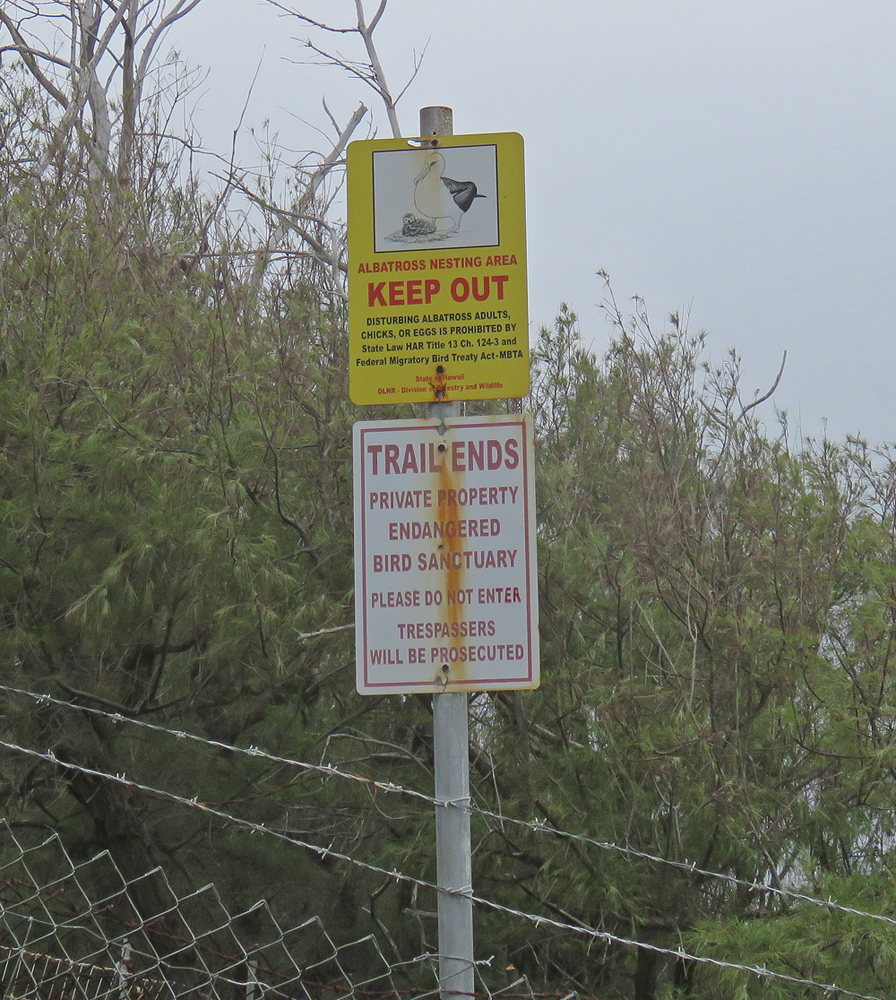 ALBATROSS NESTING AREA
KEEP OUT
DISTURBING ALBATROSS ADULTS,
CHICKS, OR EGGS IS PROHIBITED BY
State Law HAR Title 13 Ch. 124-3 and
Federal Migratory Bird Treaty Act-MBTA
State of Hawaii
DLNR - Division of Forestry and Wildlife
TRAIL ENDS
PRIVATE PROPERTY
ENDANGERED
BIRD SANCTUARY
PLEASE DO NOT ENTER
TRESPASSERS
WILL BE PROSECUTED